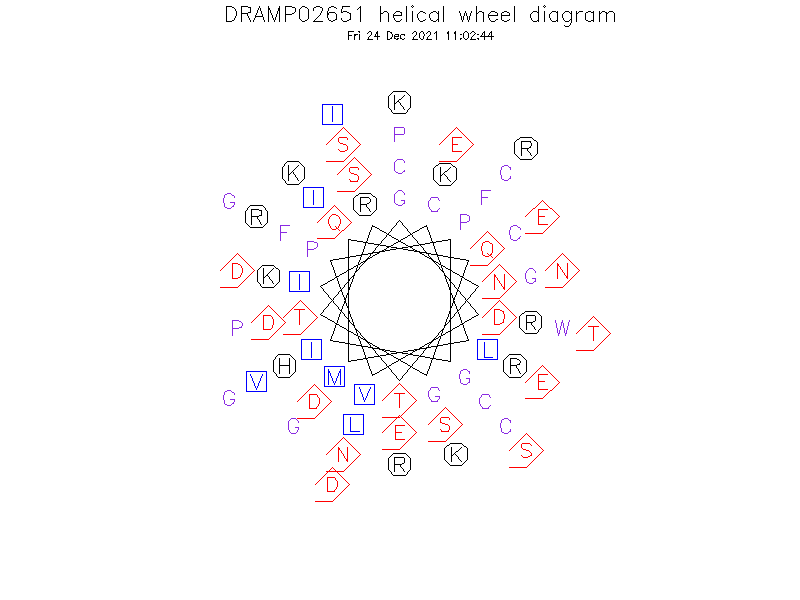 DRAMP02651 helical wheel diagram
Fri 24 Dec 2021 11:02:44
K
I
P
S E R
K S C K C
G I R G C F
R Q P E
F C
P Q
D K I N G N
P D T D R W T
I L
H R
V M G E
G D V T G C
G L E S C
N R K S
D